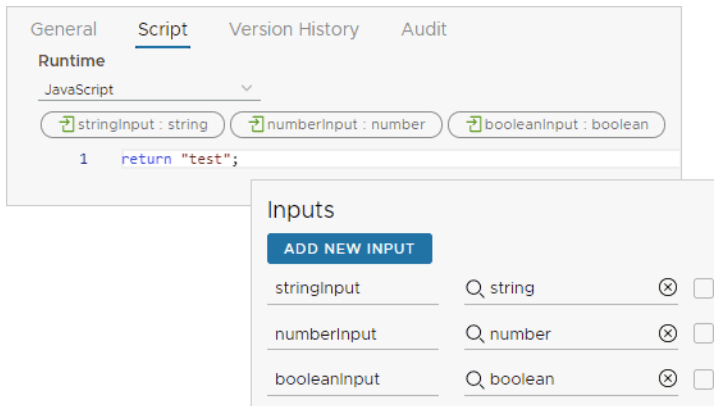 General Script Version History Audit
Runtime
JavaScript
stringInput : string numberInput : number booleanInput : boolean
1 return "test";
Inputs
ADD NEW INPUT
stringInput string
numberInput number
booleanInput boolean